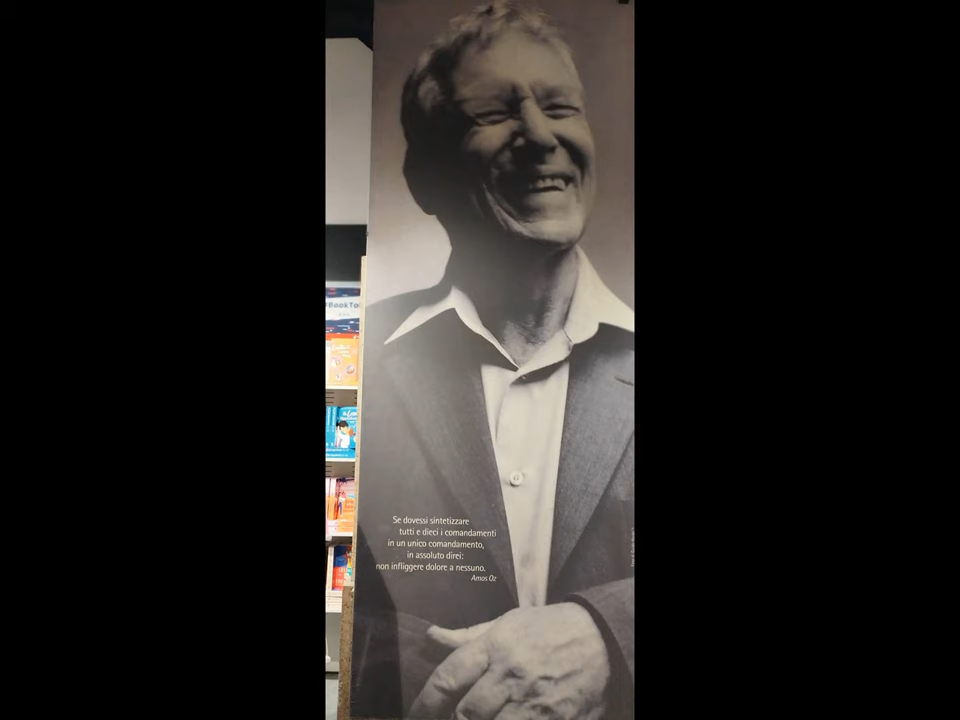 #BookTo
Se dovessi sintetizzare
tutti e dieci i comandamenti
in un unico comandamento,
in assoluto direi:
non infliggere dolore a nessuno.
Amos Oz